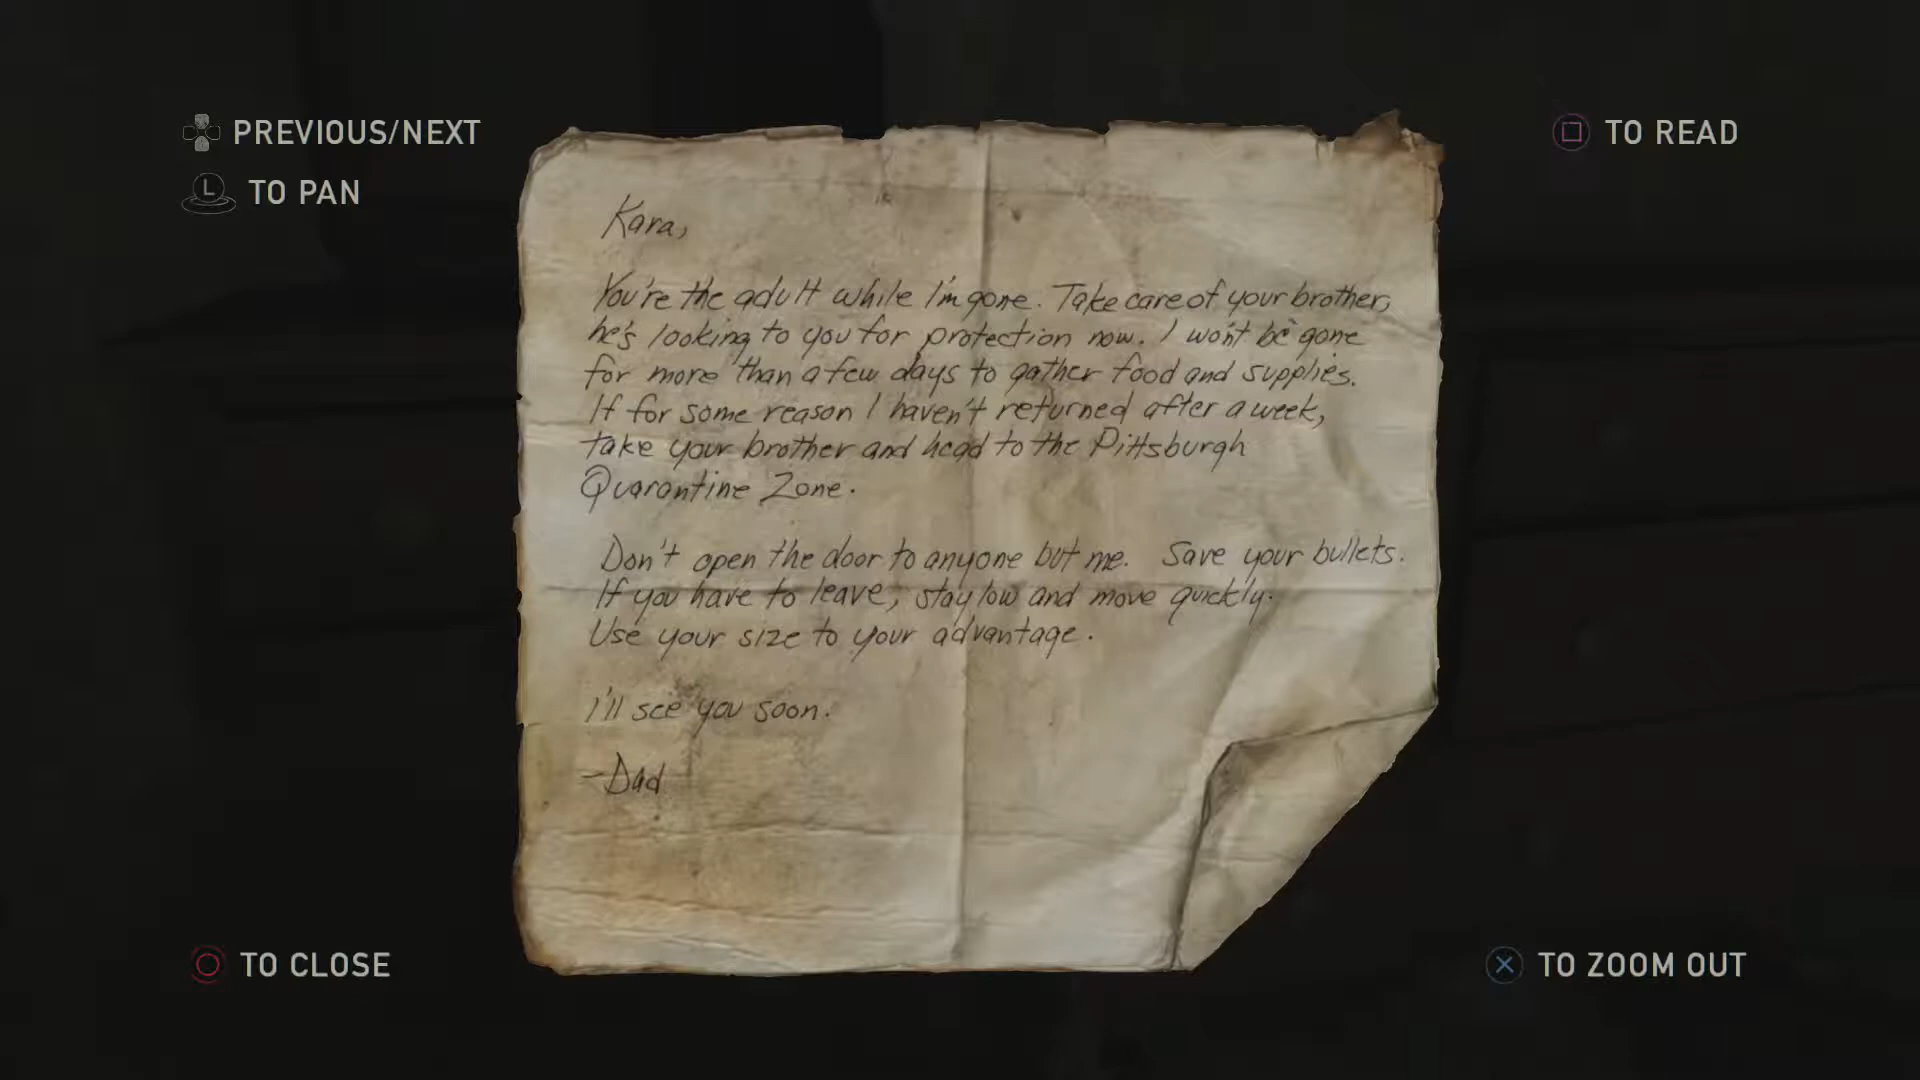 PREVIOUS/NEXT
L TO PAN
TO READ
Kara,
You're the adult while I'm gone. Take care of your brother,
he's looking to you for protection now. I won't be gone
for more than a few days to gather food and supplies.
If for some reason I haven't returned after a week,
take your brother and head to the Pittsburgh
Quarantine Zone.
Don't open the door to anyone but me. Save your bullets.
If you have to leave, stay low and move quickly.
Use your size to your advantage.
I'll see you soon.
-Dad
TO CLOSE
TO ZOOM OUT